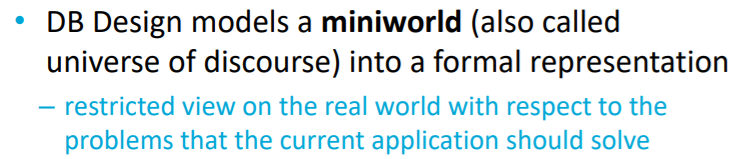 • DB Design models a miniworld (also called
universe of discourse) into a formal representation
– restricted view on the real world with respect to the
problems that the current application should solve